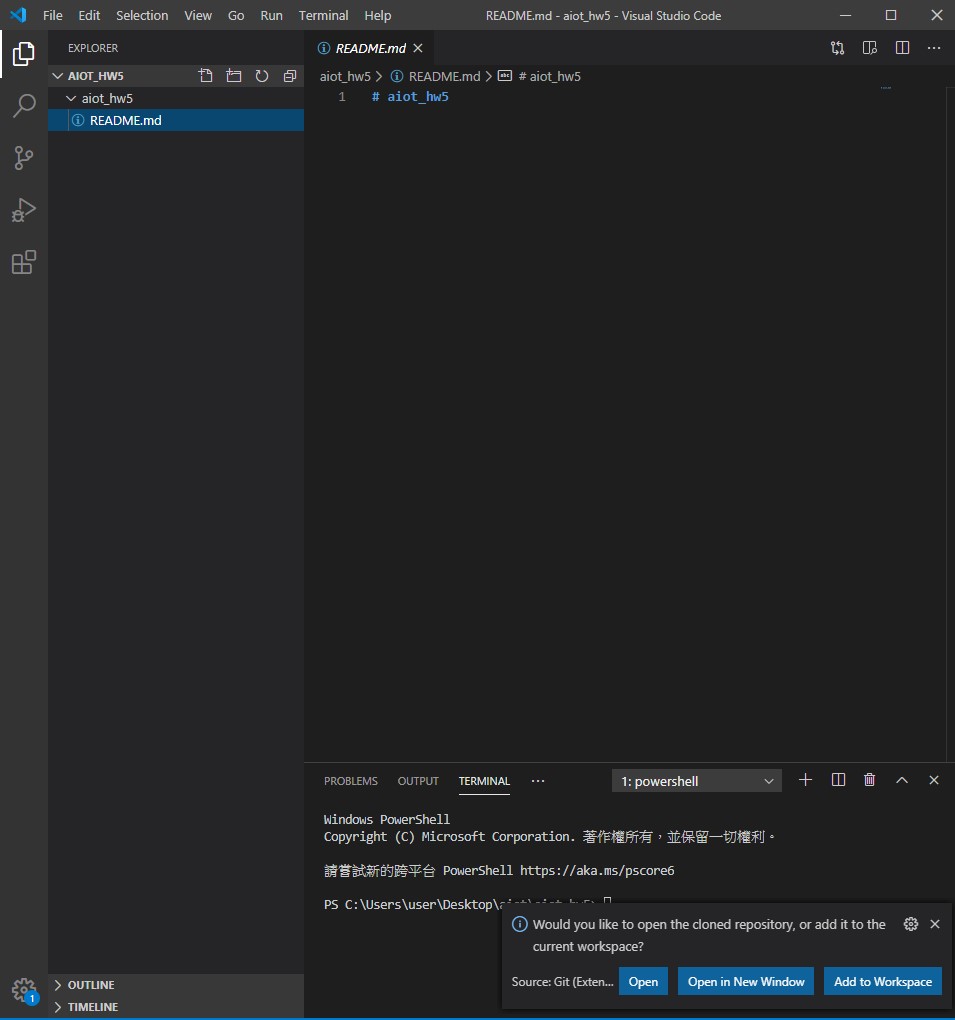 File Edit Selection View Go Run Terminal Help README.md - aiot_hw5 - Visual Studio Code
EXPLORER
AIOT_HW5
aiot_hw5
README.md
README.md
aiot_hw5 > README.md > # aiot_hw5
1 # aiot_hw5
PROBLEMS OUTPUT TERMINAL ... 1: powershell
Windows PowerShell
Copyright (C) Microsoft Corporation. 著作權所有，並保留一切權利。
請嘗試新的跨平台 PowerShell https://aka.ms/pscore6
PS C:\Users\user\Desktop\aiot\aiot_hw5>
Would you like to open the cloned repository, or add it to the
current workspace?
Source: Git (Exten... Open Open in New Window Add to Workspace
1
OUTLINE
TIMELINE